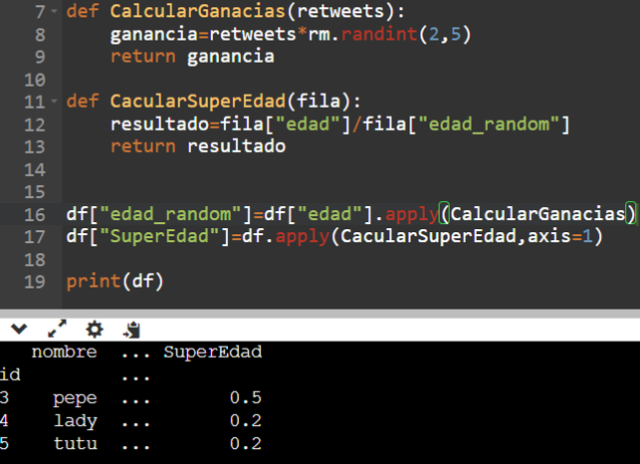 7 def CalcularGanacias(retweets):
8 ganancia=retweets*rm.randint(2,5)
9 return ganancia
10
11 def CacularSuperEdad(fila):
12 resultado=fila["edad"]/fila["edad_random"]
13 return resultado
14
15
16 df["edad_random"]=df["edad"].apply(CalcularGanacias)
17 df["SuperEdad"]=df.apply(CacularSuperEdad,axis=1)
18
19 print(df)
nombre ... SuperEdad
id ...
3 pepe ... 0.5
4 lady ... 0.2
5 tutu ... 0.2